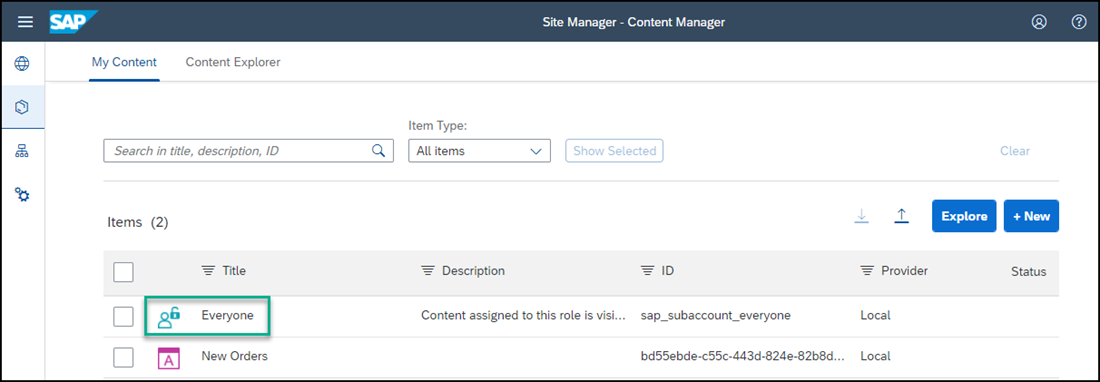 SAP
Site Manager - Content Manager
My Content Content Explorer
Item Type:
Search in title, description, ID
All items
Show Selected
Clear
Items (2)
Explore
+ New
Title Description ID Provider Status
Everyone Content assigned to this role is visi... sap_subaccount_everyone Local
A New Orders bd55ebde-c55c-443d-824e-82b8d... Local